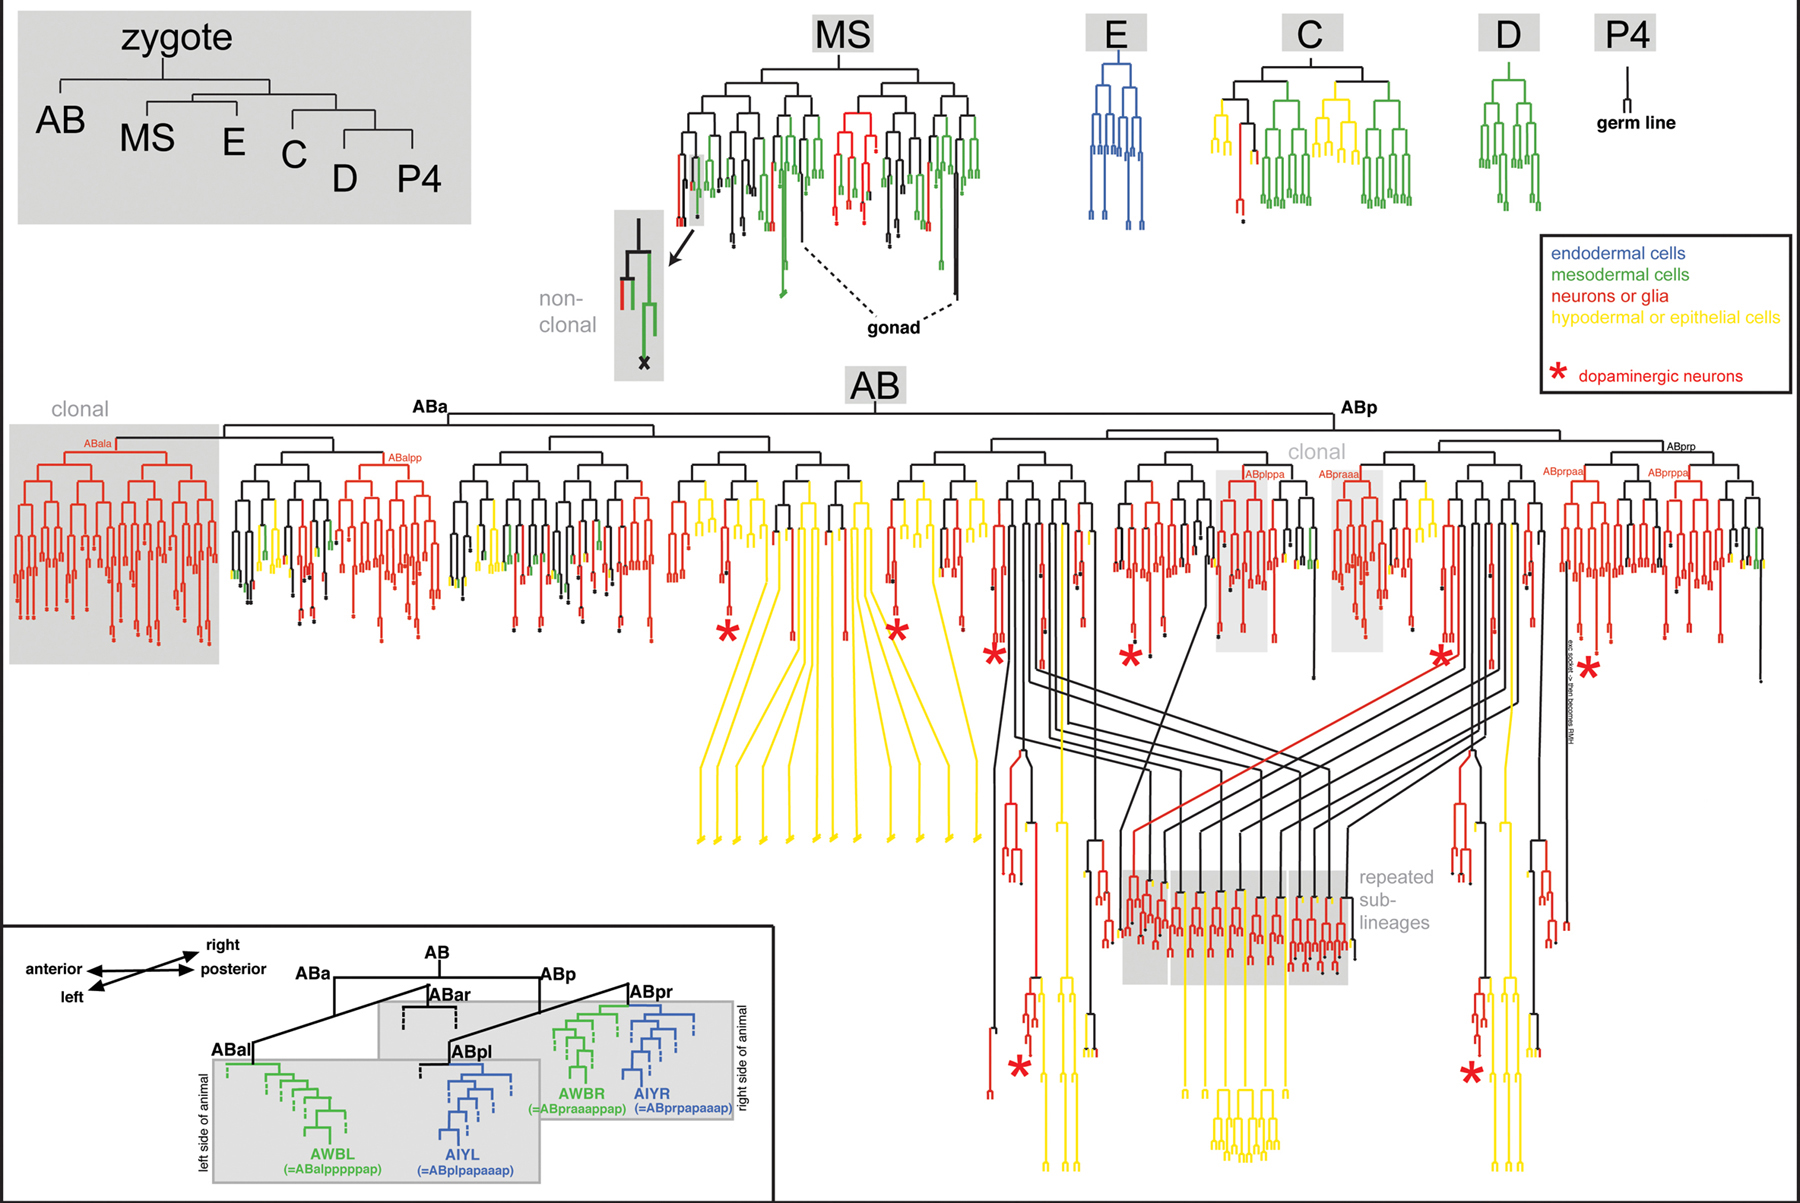 zygote
AB
MS
E
C
D
P4
MS
E
C
D
P4
germ line
non-
clonal
gonad
endodermal cells
mesodermal cells
neurons or glia
hypodermal or epithelial cells
* dopaminergic neurons
AB
ABa
ABp
clonal
clonal
ABala
ABalpp
ABplppa
ABpraaa
ABprp
ABprpaa
ABprppa
*
*
*
*
*
*
exc socket -> then becomes RMH
repeated
sub-
lineages
*
*
right
anterior
posterior
left
AB
ABa
ABp
ABar
ABpr
ABal
ABpl
left side of animal
right side of animal
AWBR
(=ABpraaappap)
AIYR
(=ABprpapaaap)
AWBL
(=ABalpppppap)
AIYL
(=ABplpapaaap)